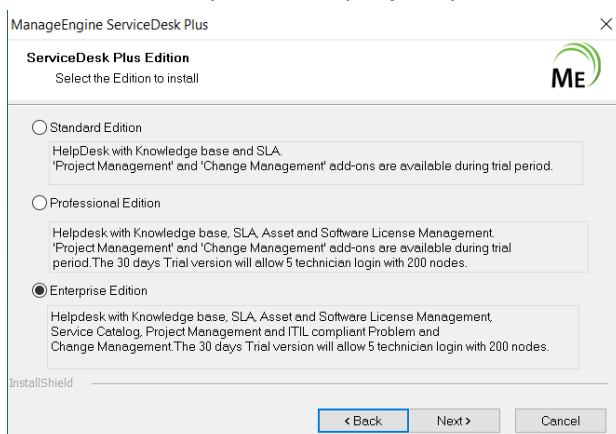 ManageEngine ServiceDesk Plus
ServiceDesk Plus Edition
Select the Edition to install
ME
Standard Edition
HelpDesk with Knowledge base and SLA.
'Project Management' and 'Change Management' add-ons are available during trial period.
Professional Edition
Helpdesk with Knowledge base, SLA, Asset and Software License Management.
'Project Management' and 'Change Management' add-ons are available during trial
period.The 30 days Trial version will allow 5 technician login with 200 nodes.
Enterprise Edition
Helpdesk with Knowledge base, SLA, Asset and Software License Management,
Service Catalog, Project Management and ITIL compliant Problem and
Change Management.The 30 days Trial version will allow 5 technician login with 200 nodes.
InstallShield
< Back Next > Cancel